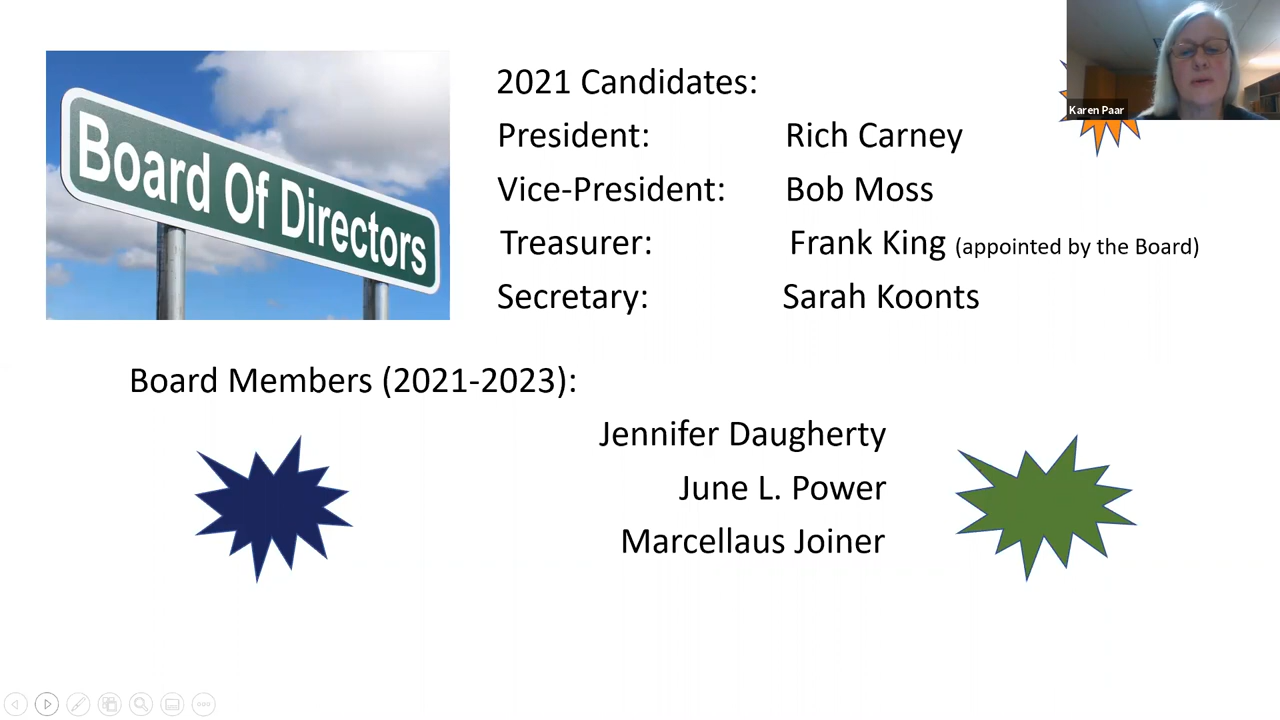 Board Of Directors
2021 Candidates:
President: Rich Carney
Vice-President: Bob Moss
Treasurer: Frank King (appointed by the Board)
Secretary: Sarah Koonts
Karen Paar
Board Members (2021-2023):
Jennifer Daugherty
June L. Power
Marcellaus Joiner